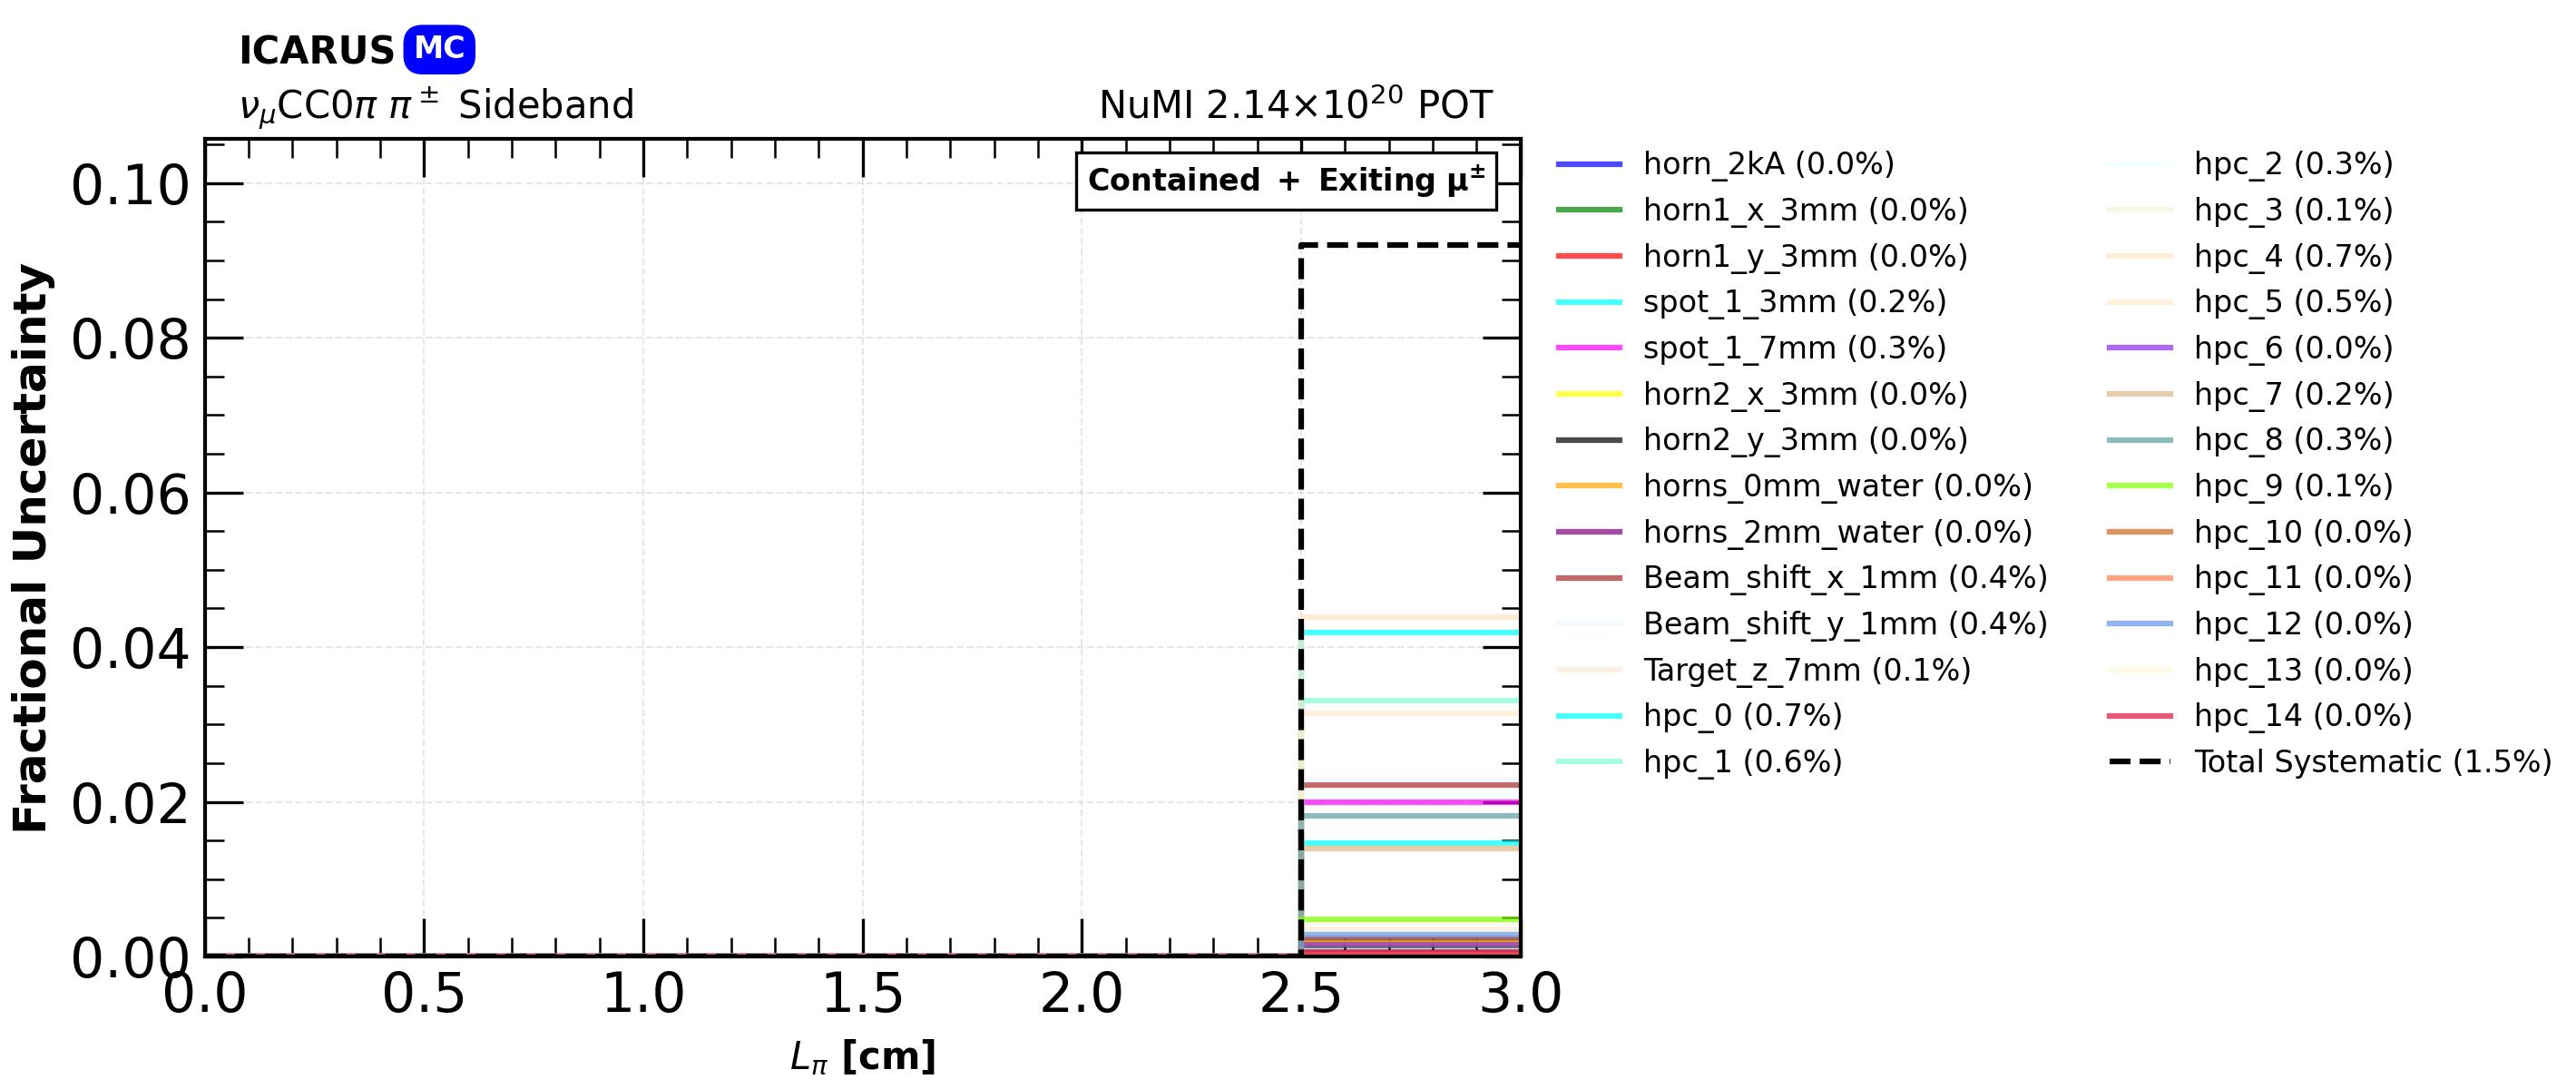 ICARUS MC
νμCC0π π± Sideband
NuMI 2.14×10²⁰ POT
Contained + Exiting μ±
Fractional Uncertainty
0.10
0.08
0.06
0.04
0.02
0.00
0.0 0.5 1.0 1.5 2.0 2.5 3.0
Lπ [cm]
horn_2kA (0.0%)
horn1_x_3mm (0.0%)
horn1_y_3mm (0.0%)
spot_1_3mm (0.2%)
spot_1_7mm (0.3%)
horn2_x_3mm (0.0%)
horn2_y_3mm (0.0%)
horns_0mm_water (0.0%)
horns_2mm_water (0.0%)
Beam_shift_x_1mm (0.4%)
Beam_shift_y_1mm (0.4%)
Target_z_7mm (0.1%)
hpc_0 (0.7%)
hpc_1 (0.6%)
hpc_2 (0.3%)
hpc_3 (0.1%)
hpc_4 (0.7%)
hpc_5 (0.5%)
hpc_6 (0.0%)
hpc_7 (0.2%)
hpc_8 (0.3%)
hpc_9 (0.1%)
hpc_10 (0.0%)
hpc_11 (0.0%)
hpc_12 (0.0%)
hpc_13 (0.0%)
hpc_14 (0.0%)
Total Systematic (1.5%)